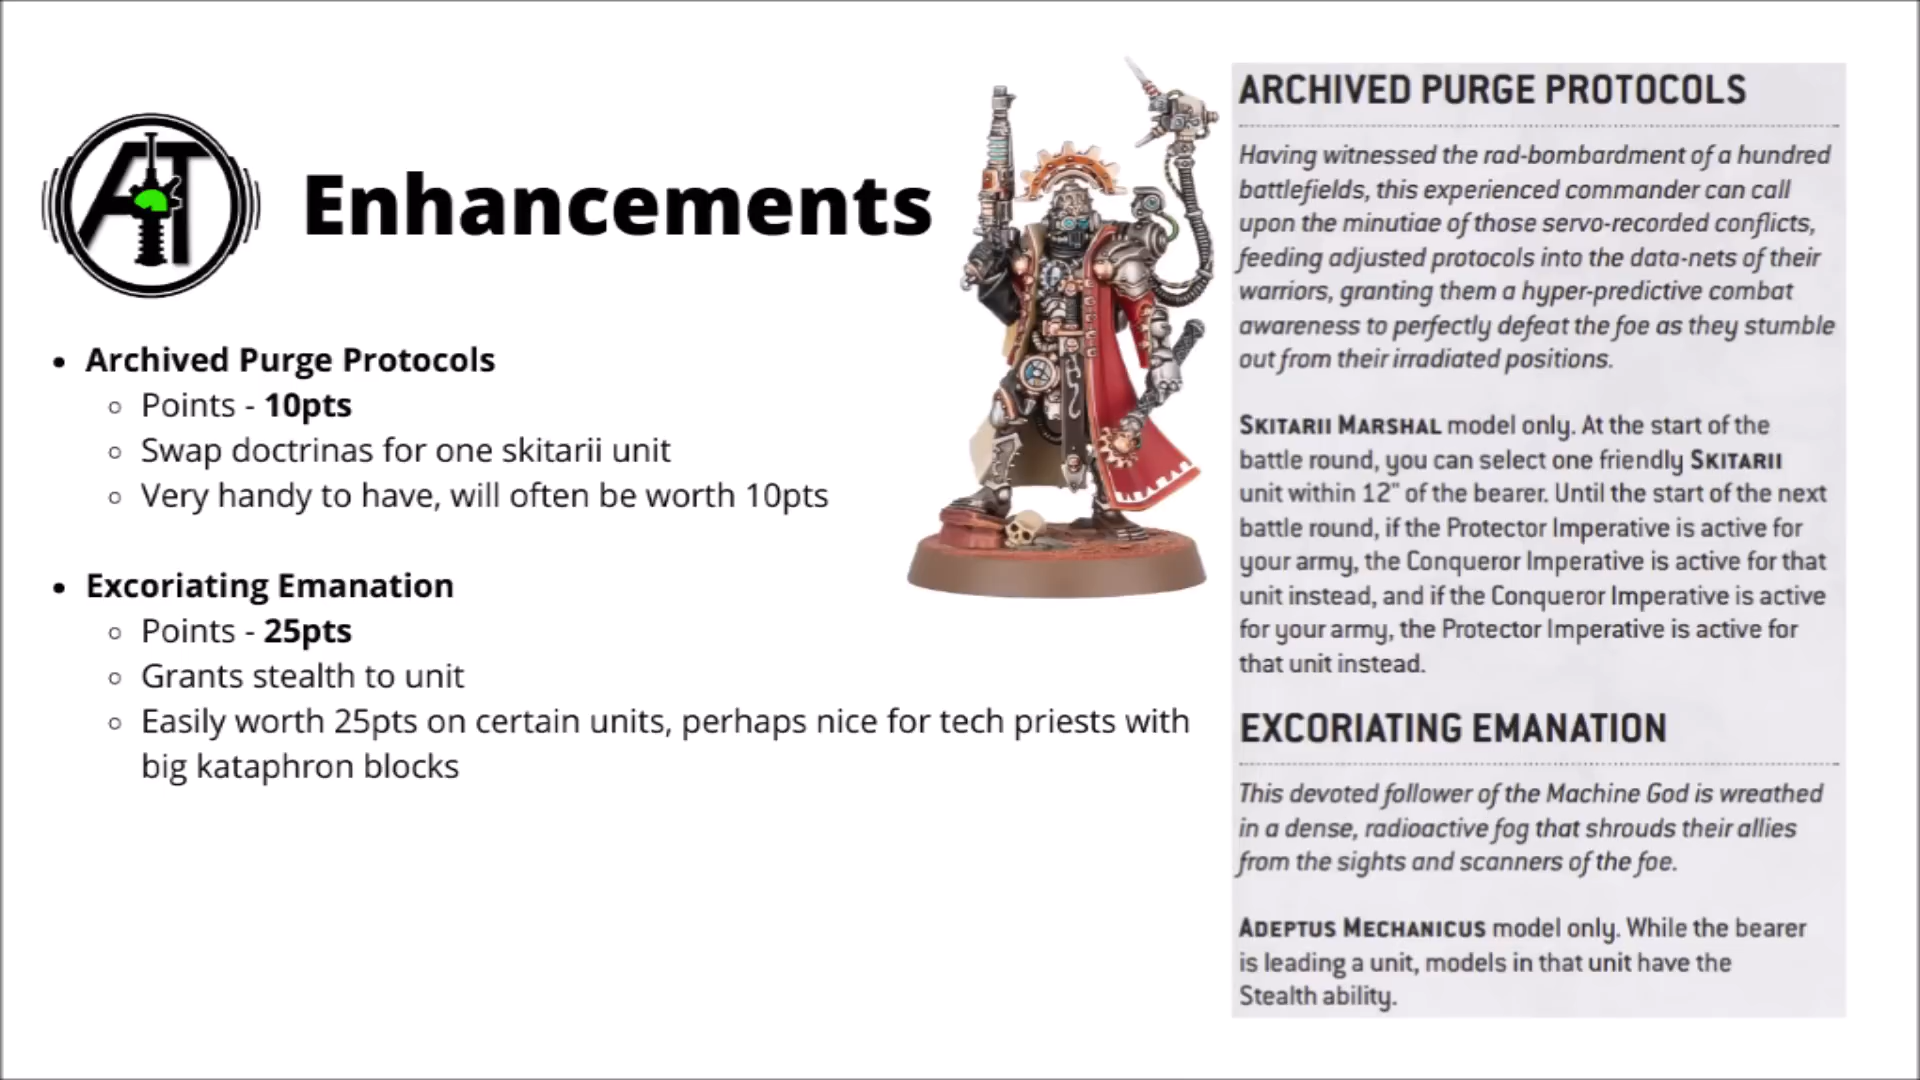 AT
Enhancements
• Archived Purge Protocols
○ Points - 10pts
○ Swap doctrinas for one skitarii unit
○ Very handy to have, will often be worth 10pts
• Excoriating Emanation
○ Points - 25pts
○ Grants stealth to unit
○ Easily worth 25pts on certain units, perhaps nice for tech priests with
big kataphron blocks
ARCHIVED PURGE PROTOCOLS
Having witnessed the rad-bombardment of a hundred
battlefields, this experienced commander can call
upon the minutiae of those servo-recorded conflicts,
feeding adjusted protocols into the data-nets of their
warriors, granting them a hyper-predictive combat
awareness to perfectly defeat the foe as they stumble
out from their irradiated positions.
SKITARII MARSHAL model only. At the start of the
battle round, you can select one friendly SKITARII
unit within 12" of the bearer. Until the start of the next
battle round, if the Protector Imperative is active for
your army, the Conqueror Imperative is active for that
unit instead, and if the Conqueror Imperative is active
for your army, the Protector Imperative is active for
that unit instead.
EXCORIATING EMANATION
This devoted follower of the Machine God is wreathed
in a dense, radioactive fog that shrouds their allies
from the sights and scanners of the foe.
ADEPTUS MECHANICUS model only. While the bearer
is leading a unit, models in that unit have the
Stealth ability.